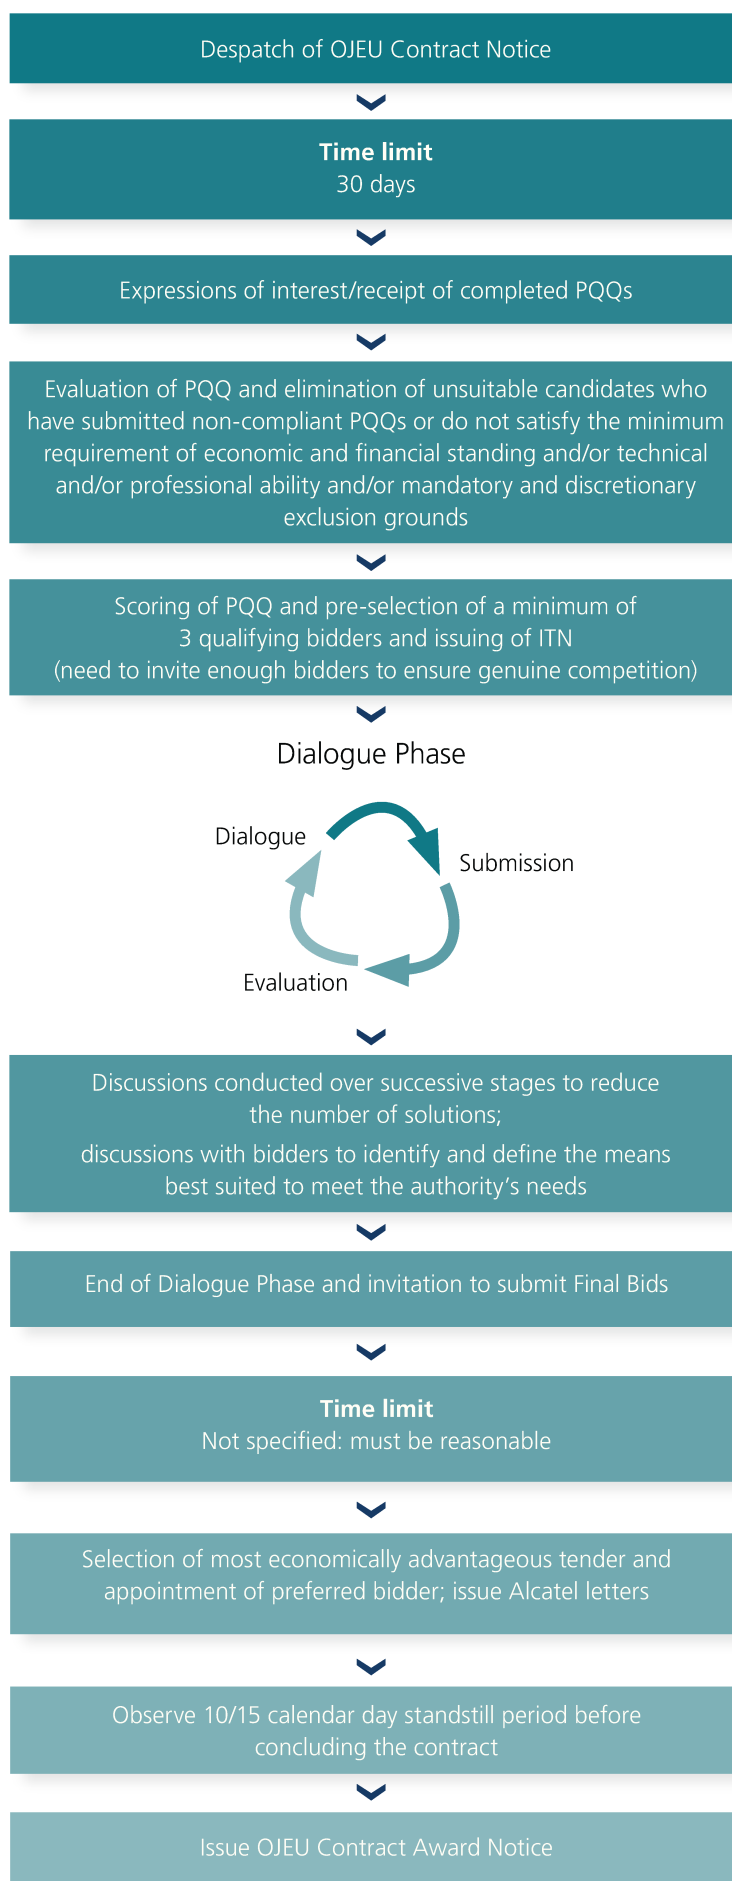 Despatch of OJEU Contract Notice
Time limit
30 days
Expressions of interest/receipt of completed PQQs
Evaluation of PQQ and elimination of unsuitable candidates who
have submitted non-compliant PQQs or do not satisfy the minimum
requirement of economic and financial standing and/or technical
and/or professional ability and/or mandatory and discretionary
exclusion grounds
Scoring of PQQ and pre-selection of a minimum of
3 qualifying bidders and issuing of ITN
(need to invite enough bidders to ensure genuine competition)
Dialogue Phase
Dialogue
Submission
Evaluation
Discussions conducted over successive stages to reduce
the number of solutions;
discussions with bidders to identify and define the means
best suited to meet the authority’s needs
End of Dialogue Phase and invitation to submit Final Bids
Time limit
Not specified: must be reasonable
Selection of most economically advantageous tender and
appointment of preferred bidder; issue Alcatel letters
Observe 10/15 calendar day standstill period before
concluding the contract
Issue OJEU Contract Award Notice